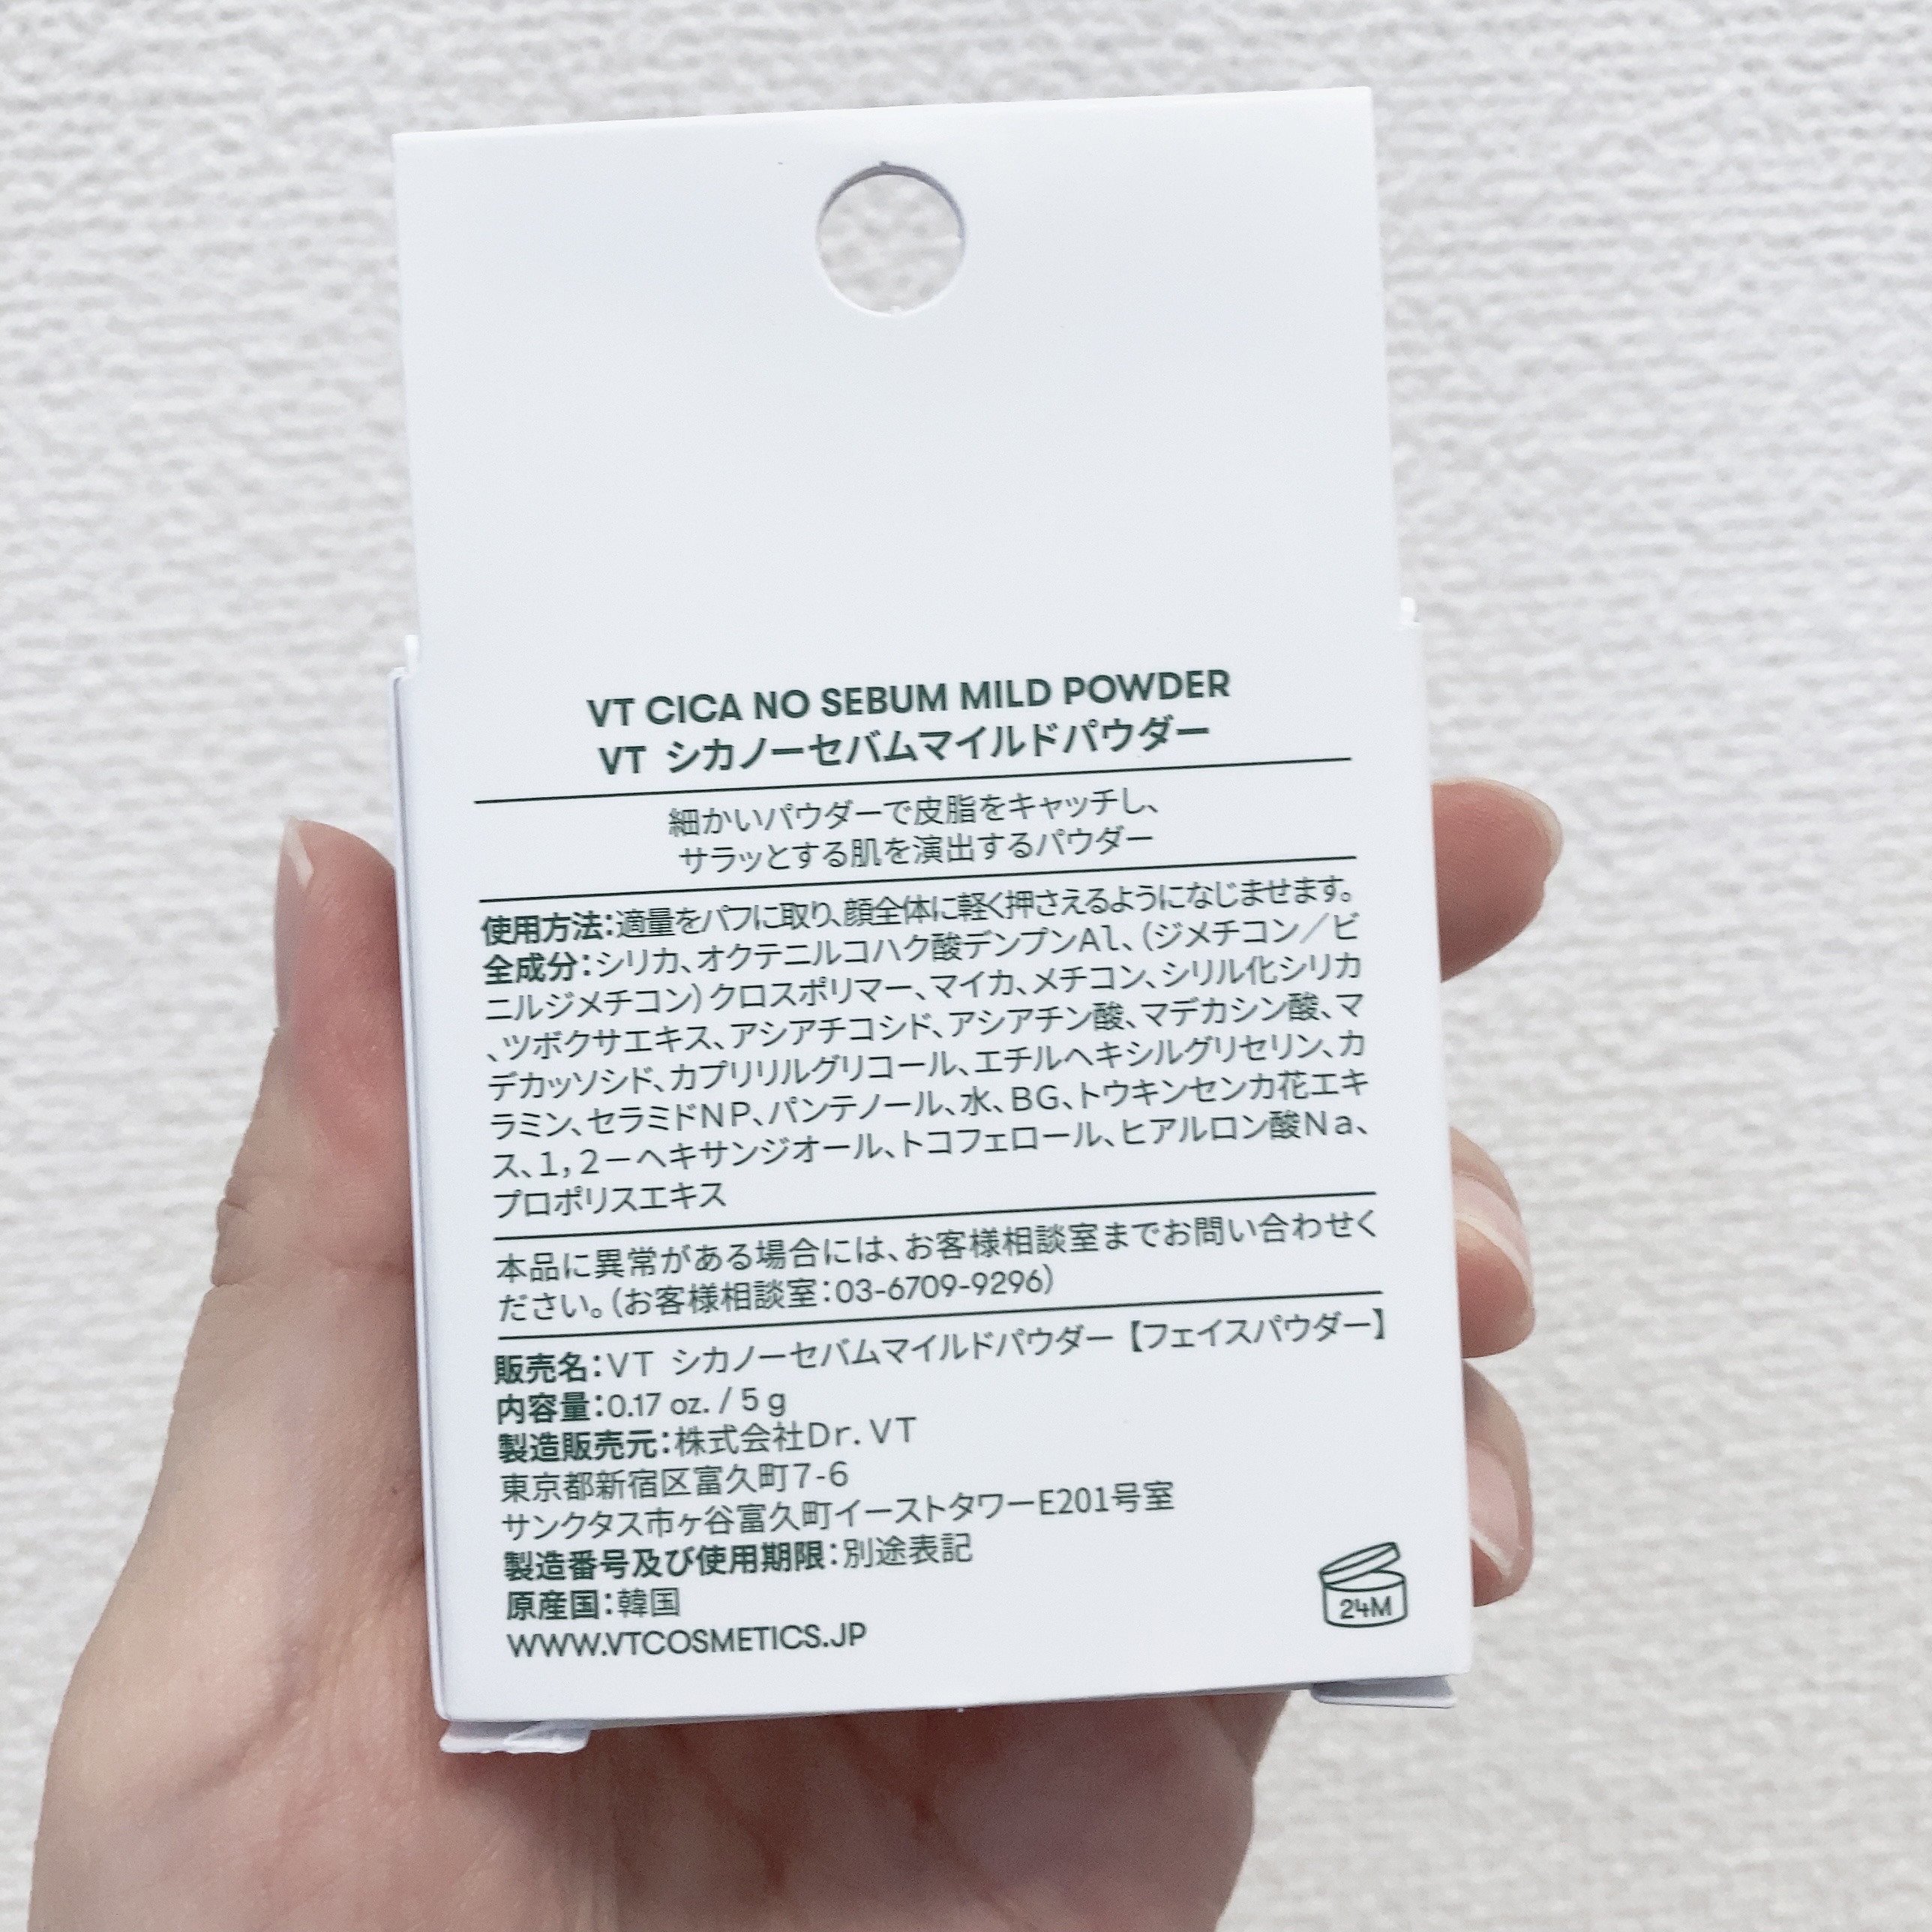 VT CICA NO SEBUM MILD POWDER
VT シカノーセバムマイルドパウダー
細かいパウダーで皮脂をキャッチし、
サラッとする肌を演出するパウダー
使用方法:適量をパフに取り、顔全体に軽く押さえるようになじませます。
全成分:シリカ、オクテニルコハク酸デンプンAl、(ジメチコン/ビ
ニルジメチコン)クロスポリマー、マイカ、メチコン、シリル化シリカ
、ツボクサエキス、アシアチコシド、アシアチン酸、マデカシン酸、マ
デカッソシド、カプリリルグリコール、エチルヘキシルグリセリン、カ
ラミン、セラミドNP、パンテノール、水、BG、トウキンセンカ花エキ
ス、1,2-ヘキサンジオール、トコフェロール、ヒアルロン酸Na、
プロポリスエキス
本品に異常がある場合には、お客様相談室までお問い合わせく
ださい。(お客様相談室:03-6709-9296)
販売名:VT シカノーセバムマイルドパウダー【フェイスパウダー】
内容量:0.17 oz. / 5 g
製造販売元:株式会社Dr.VT
東京都新宿区富久町7-6
サンクタス市ヶ谷富久町イーストタワーE201号室
製造番号及び使用期限:別途表記
原産国:韓国
WWW.VTCOSMETICS.JP
24M